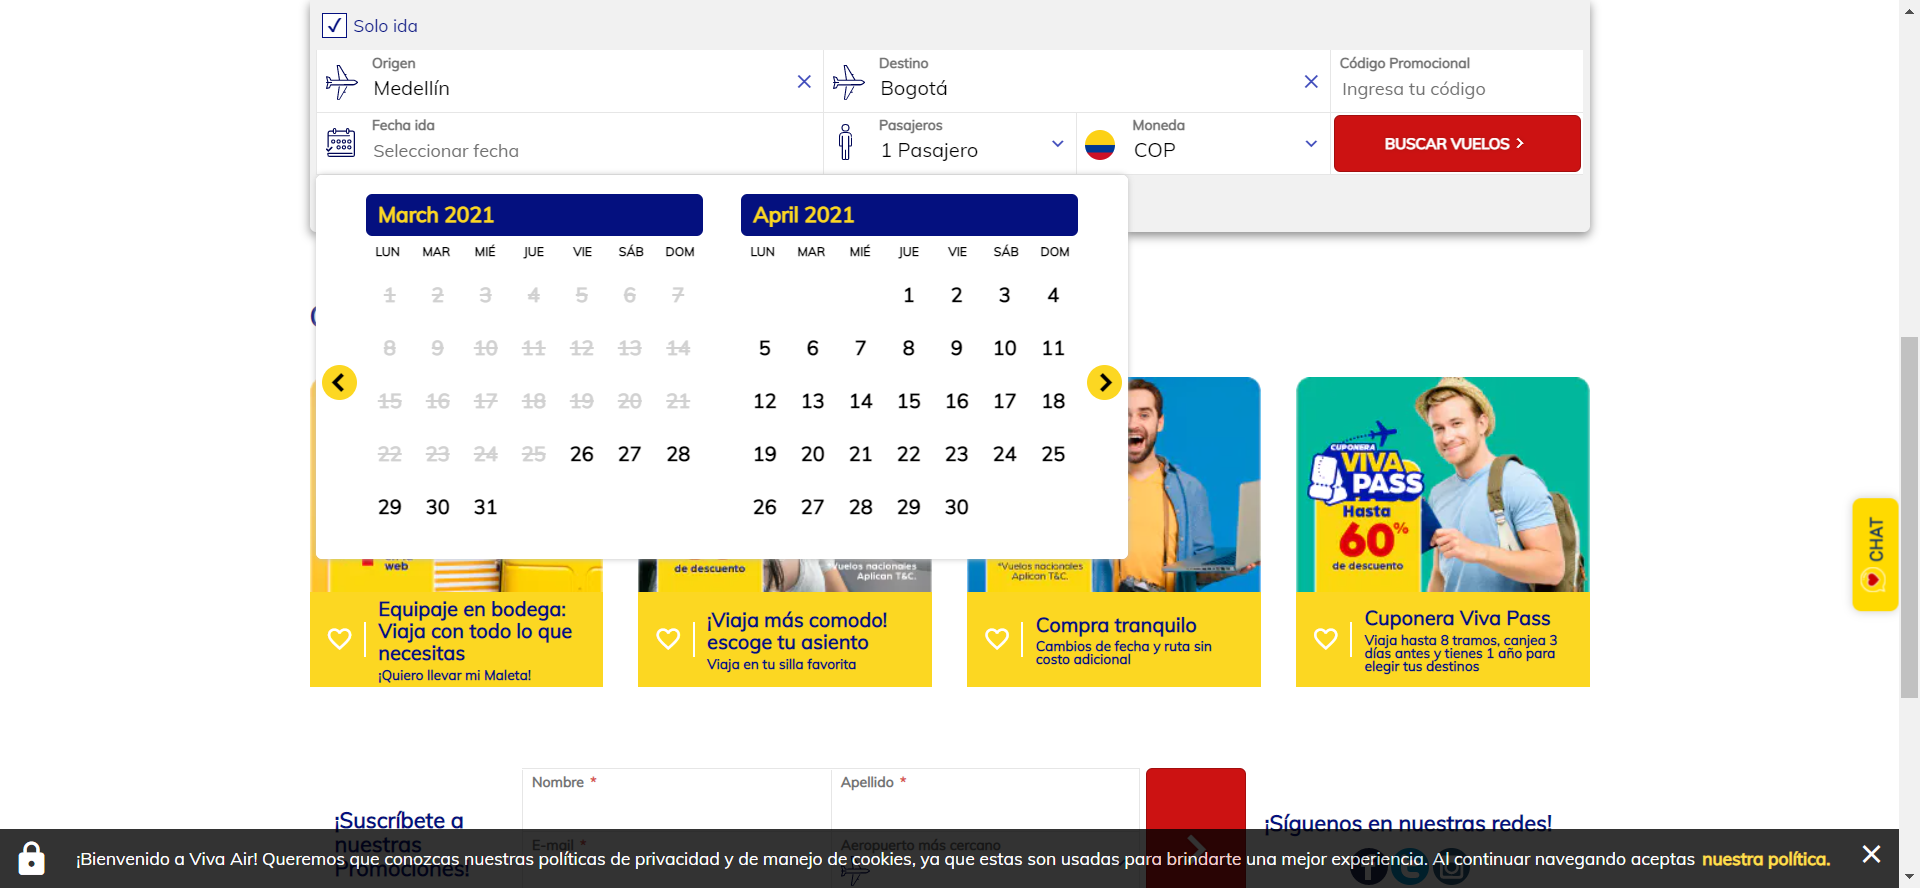 Solo ida
Origen
Medellín
Destino
Bogotá
Código Promocional
Ingresa tu código
Fecha ida
Seleccionar fecha
Pasajeros
1 Pasajero
Moneda
COP
BUSCAR VUELOS
March 2021
LUN MAR MIÉ JUE VIE SÁB DOM
1 2 3 4 5 6 7
8 9 10 11 12 13 14
15 16 17 18 19 20 21
22 23 24 25 26 27 28
29 30 31
April 2021
LUN MAR MIÉ JUE VIE SÁB DOM
1 2 3 4
5 6 7 8 9 10 11
12 13 14 15 16 17 18
19 20 21 22 23 24 25
26 27 28 29 30
web
de descuento
*Vuelos nacionales
Aplican T&C.
*Vuelos nacionales
Aplican T&C.
CUPONERA
VIVA
PASS
Hasta
60%
de descuento
Equipaje en bodega:
Viaja con todo lo que
necesitas
¡Quiero llevar mi Maleta!
¡Viaja más comodo!
escoge tu asiento
Viaja en tu silla favorita
Compra tranquilo
Cambios de fecha y ruta sin
costo adicional
Cuponera Viva Pass
Viaja hasta 8 tramos, canjea 3
días antes y tienes 1 año para
elegir tus destinos
CHAT
¡Suscríbete a
nuestras
Promociones!
Nombre *
Apellido *
E-mail *
Aeropuerto más cercano
¡Síguenos en nuestras redes!
¡Bienvenido a Viva Air! Queremos que conozcas nuestras políticas de privacidad y de manejo de cookies, ya que estas son usadas para brindarte una mejor experiencia. Al continuar navegando aceptas nuestra política.